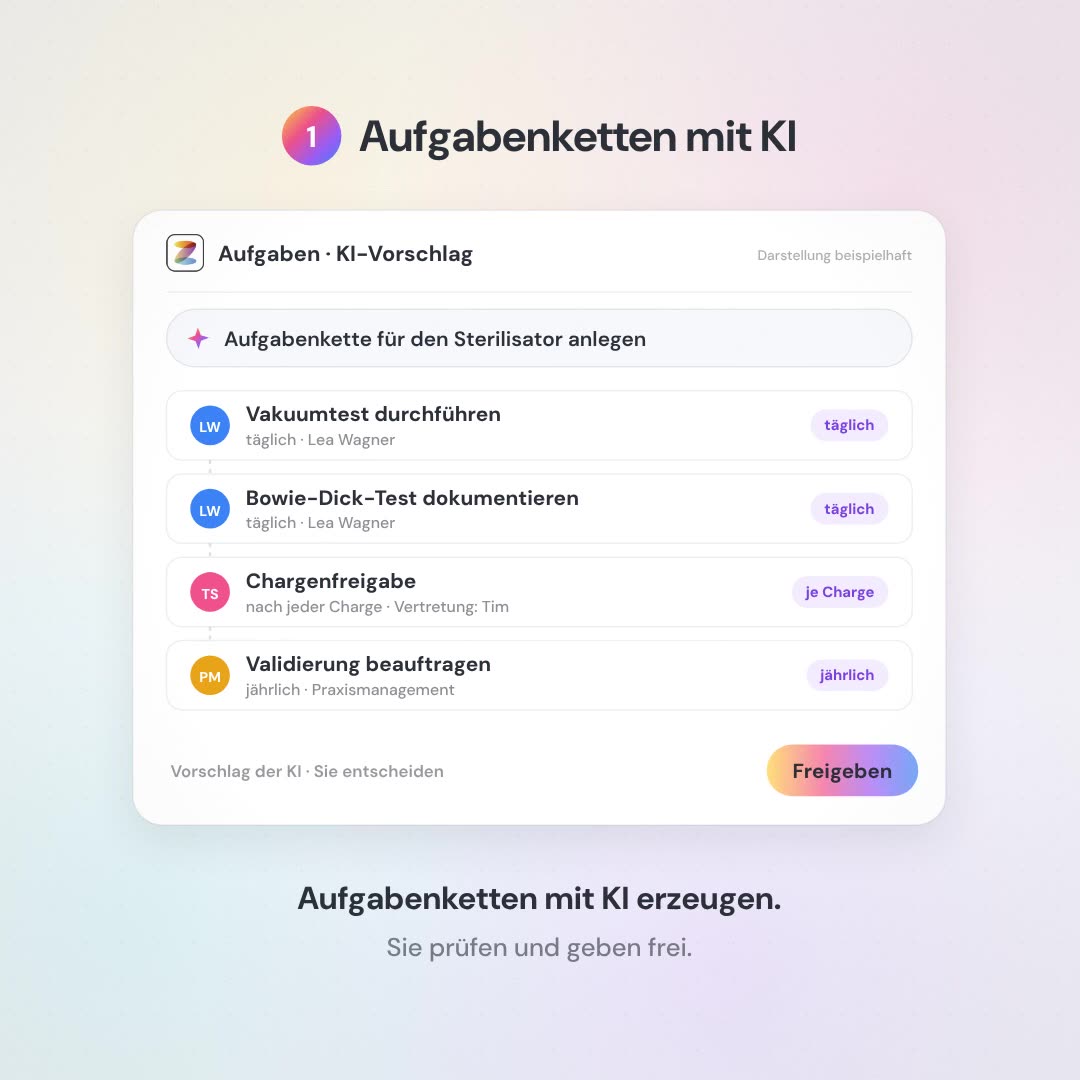 1 Aufgabenketten mit KI
Z Aufgaben · KI-Vorschlag
Darstellung beispielhaft
Aufgabenkette für den Sterilisator anlegen
LW
Vakuumtest durchführen
täglich · Lea Wagner
täglich
LW
Bowie-Dick-Test dokumentieren
täglich · Lea Wagner
täglich
TS
Chargenfreigabe
nach jeder Charge · Vertretung: Tim
je Charge
PM
Validierung beauftragen
jährlich · Praxismanagement
jährlich
Vorschlag der KI · Sie entscheiden
Freigeben
Aufgabenketten mit KI erzeugen.
Sie prüfen und geben frei.